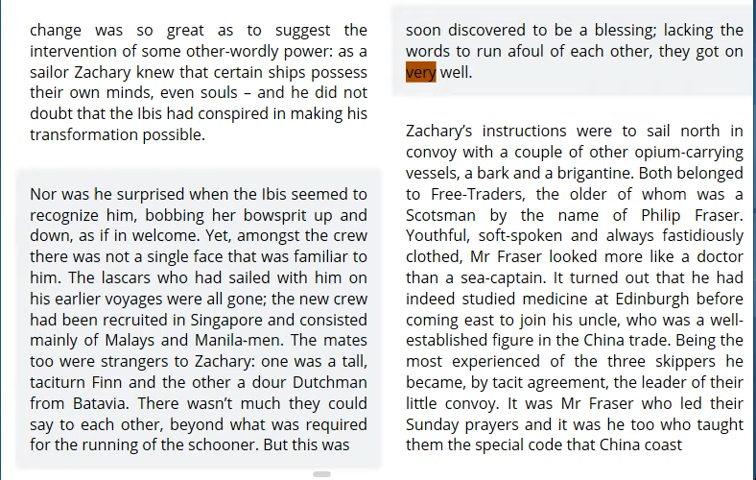 change was so great as to suggest the
intervention of some other-wordly power: as a
sailor Zachary knew that certain ships possess
their own minds, even souls – and he did not
doubt that the Ibis had conspired in making his
transformation possible.
Nor was he surprised when the Ibis seemed to
recognize him, bobbing her bowsprit up and
down, as if in welcome. Yet, amongst the crew
there was not a single face that was familiar to
him. The lascars who had sailed with him on
his earlier voyages were all gone; the new crew
had been recruited in Singapore and consisted
mainly of Malays and Manila-men. The mates
too were strangers to Zachary: one was a tall,
taciturn Finn and the other a dour Dutchman
from Batavia. There wasn’t much they could
say to each other, beyond what was required
for the running of the schooner. But this was
soon discovered to be a blessing; lacking the
words to run afoul of each other, they got on
very well.
Zachary’s instructions were to sail north in
convoy with a couple of other opium-carrying
vessels, a bark and a brigantine. Both belonged
to Free-Traders, the older of whom was a
Scotsman by the name of Philip Fraser.
Youthful, soft-spoken and always fastidiously
clothed, Mr Fraser looked more like a doctor
than a sea-captain. It turned out that he had
indeed studied medicine at Edinburgh before
coming east to join his uncle, who was a well-
established figure in the China trade. Being the
most experienced of the three skippers he
became, by tacit agreement, the leader of their
little convoy. It was Mr Fraser who led their
Sunday prayers and it was he too who taught
them the special code that China coast